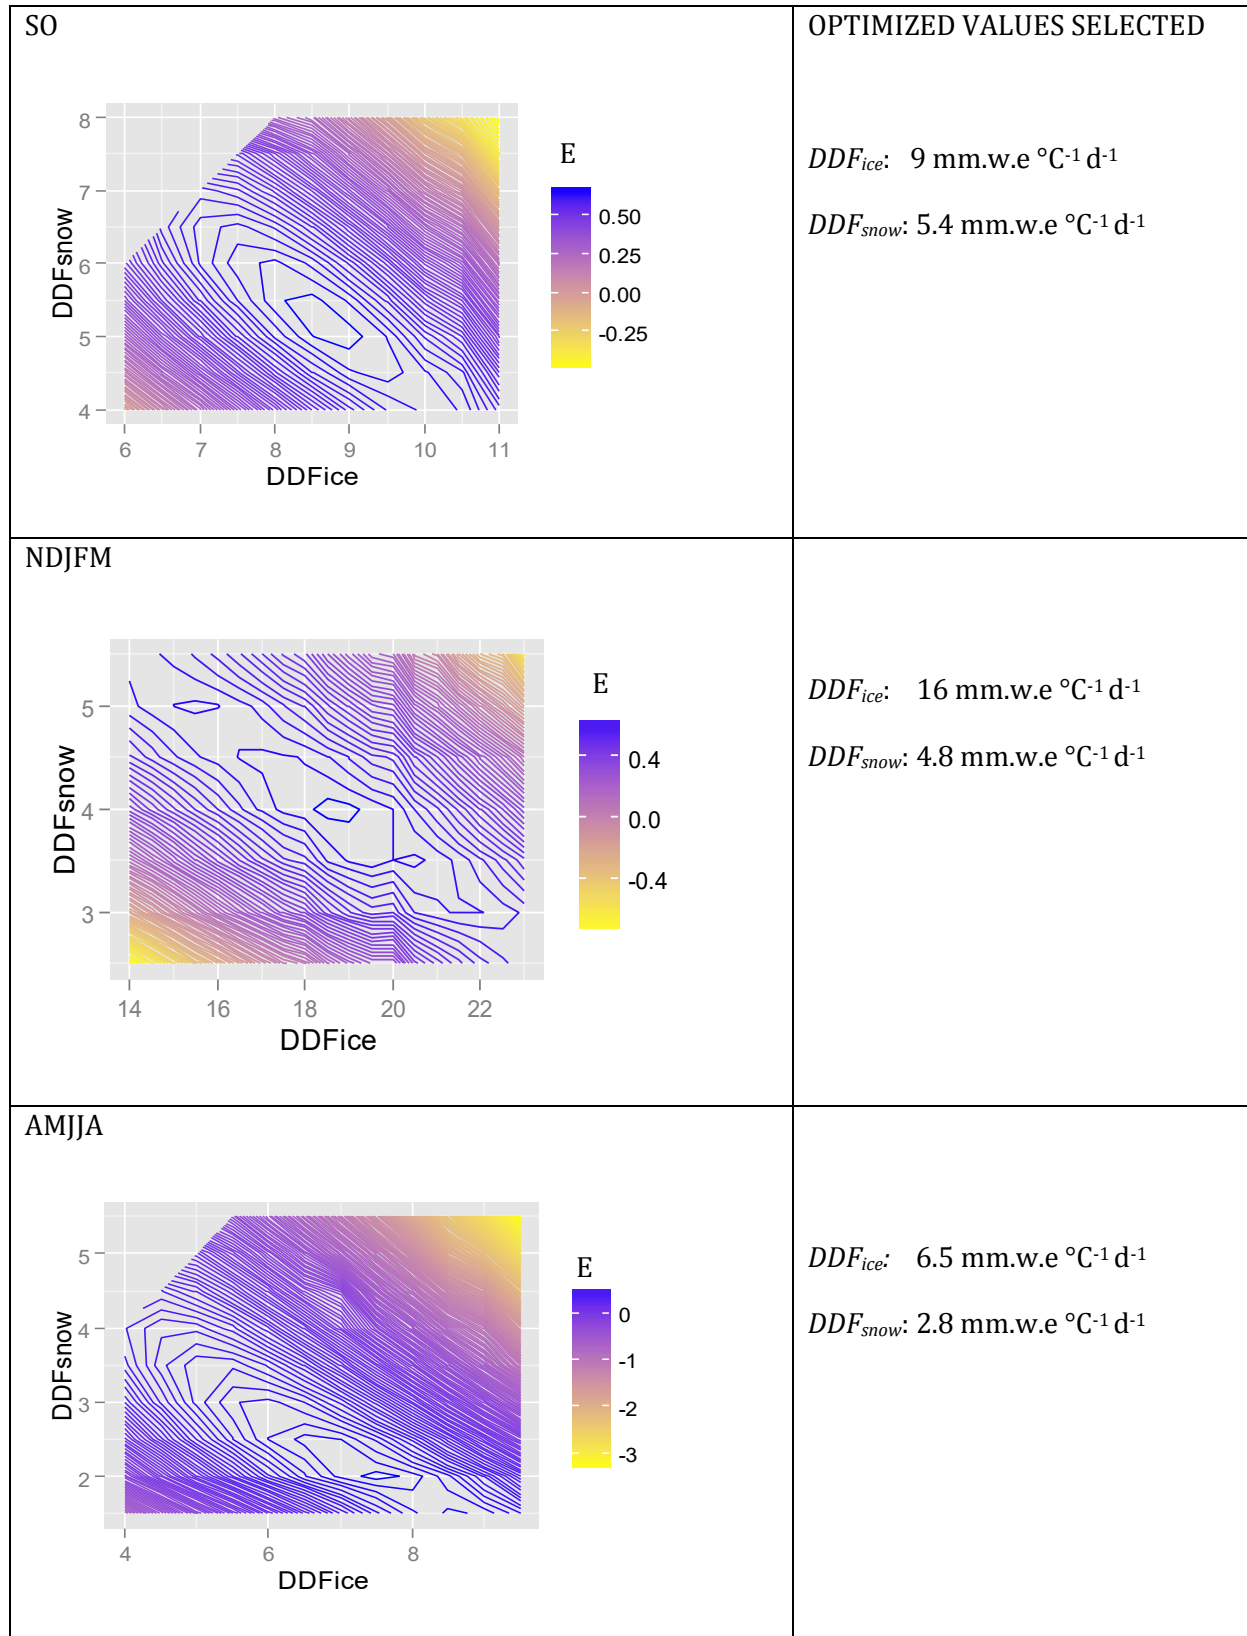 SO
OPTIMIZED VALUES SELECTED
DDFsnow
8
7
6
5
4
6 7 8 9 10 11
DDFice
E
0.50
0.25
0.00
-0.25
DDFice: 9 mm.w.e °C-1 d-1
DDFsnow: 5.4 mm.w.e °C-1 d-1
NDJFM
DDFsnow
5
4
3
14 16 18 20 22
DDFice
E
0.4
0.0
-0.4
DDFice: 16 mm.w.e °C-1 d-1
DDFsnow: 4.8 mm.w.e °C-1 d-1
AMJJA
DDFsnow
5
4
3
2
4 6 8
DDFice
E
0
-1
-2
-3
DDFice: 6.5 mm.w.e °C-1 d-1
DDFsnow: 2.8 mm.w.e °C-1 d-1